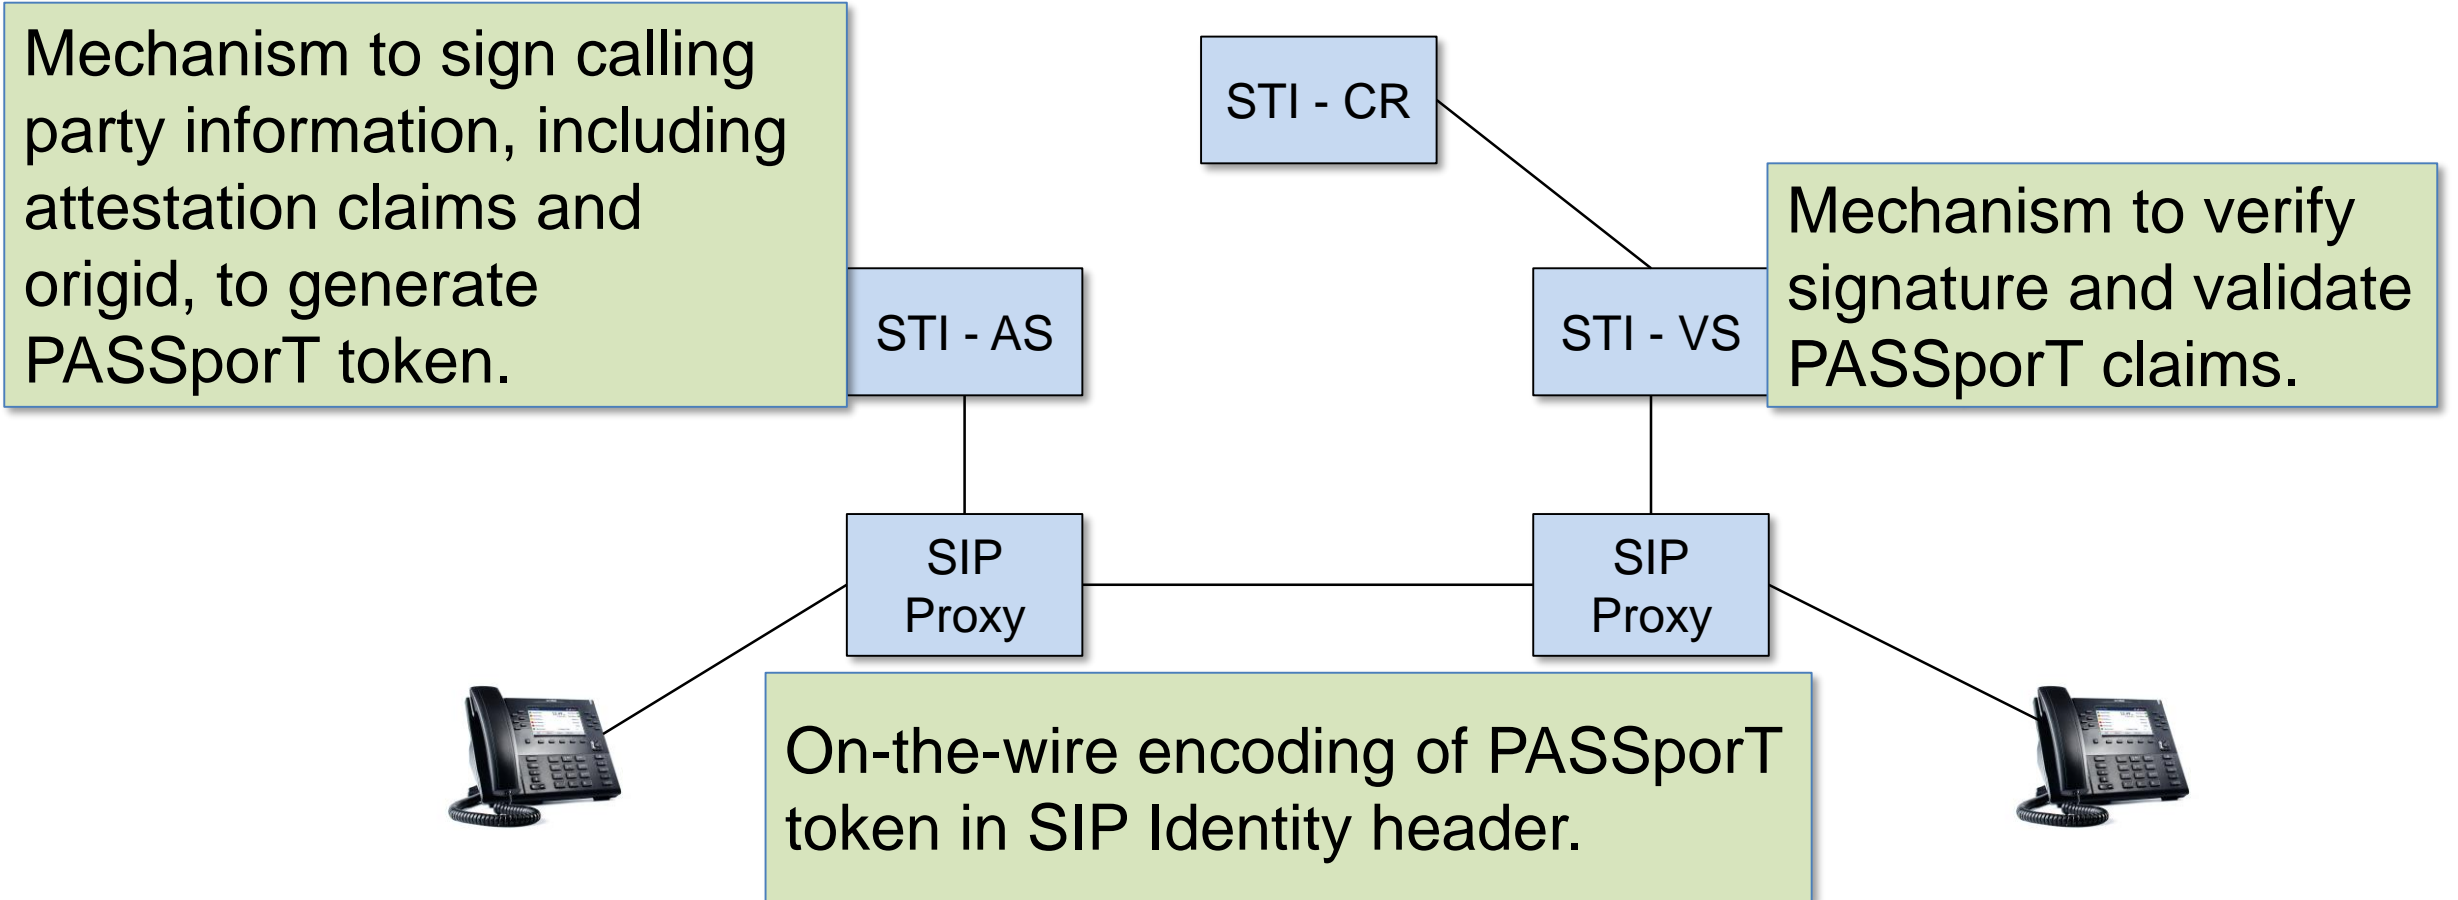 Mechanism to sign calling
party information, including
attestation claims and
origid, to generate
PASSporT token.
STI - CR
Mechanism to verify
signature and validate
PASSporT claims.
STI - AS
STI - VS
SIP
Proxy
SIP
Proxy
On-the-wire encoding of PASSporT
token in SIP Identity header.